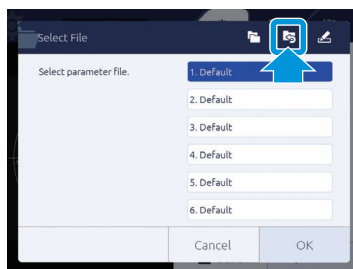 Select File
Select parameter file.
1. Default
2. Default
3. Default
4. Default
5. Default
6. Default
Cancel
OK